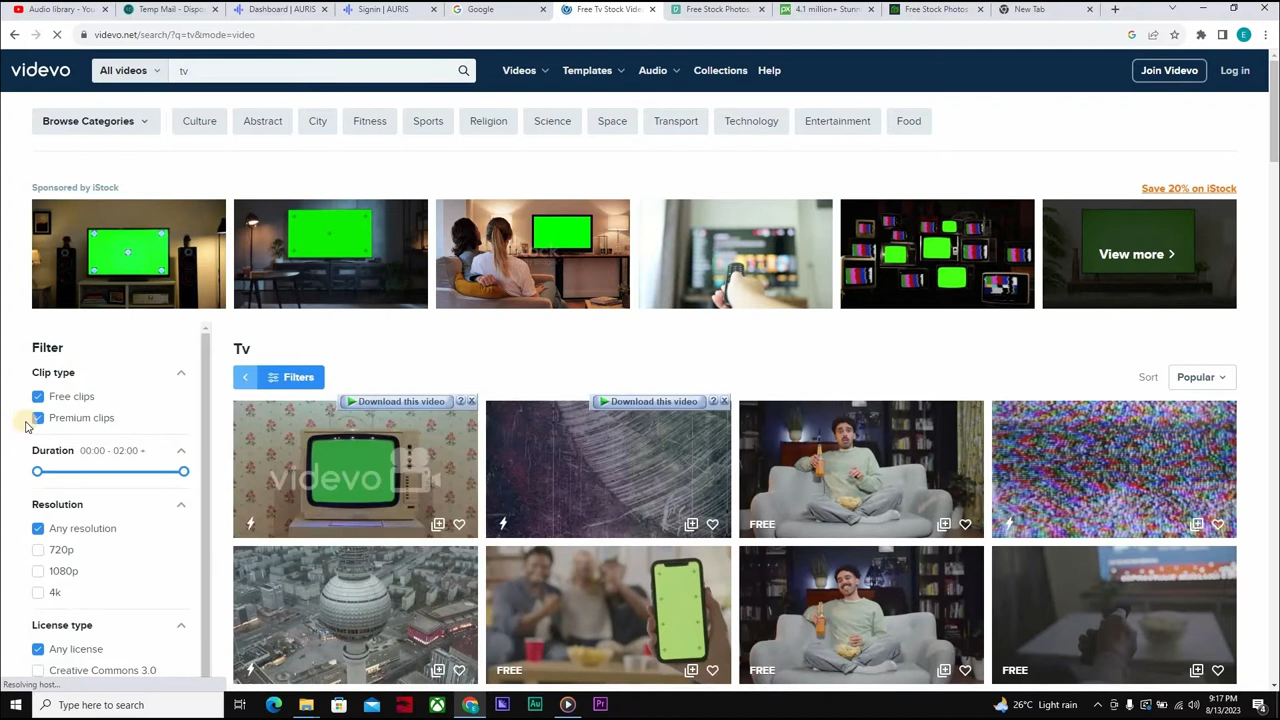 Audio library - You
Temp Mail - Dispo
Dashboard | AURIS
Signin | AURIS
Google
Free Tv Stock Vide
Free Stock Photos
4.1 million+ Stunn
Free Stock Photos
New Tab
videvo.net/search/?q=tv&mode=video
E
videvo
All videos
tv
Videos
Templates
Audio
Collections
Help
Join Videvo
Log in
Browse Categories
Culture
Abstract
City
Fitness
Sports
Religion
Science
Space
Transport
Technology
Entertainment
Food
Sponsored by iStock
Save 20% on iStock
View more >
Filter
Clip type
Free clips
Premium clips
Duration 00:00 - 02:00 +
Resolution
Any resolution
720p
1080p
4k
License type
Any license
Creative Commons 3.0
Tv
Filters
Sort
Popular
Download this video ? X
Download this video ? X
videvo
FREE
FREE
FREE
FREE
Resolving host...
Type here to search
Au
Pr
26°C Light rain
9:17 PM
8/13/2023